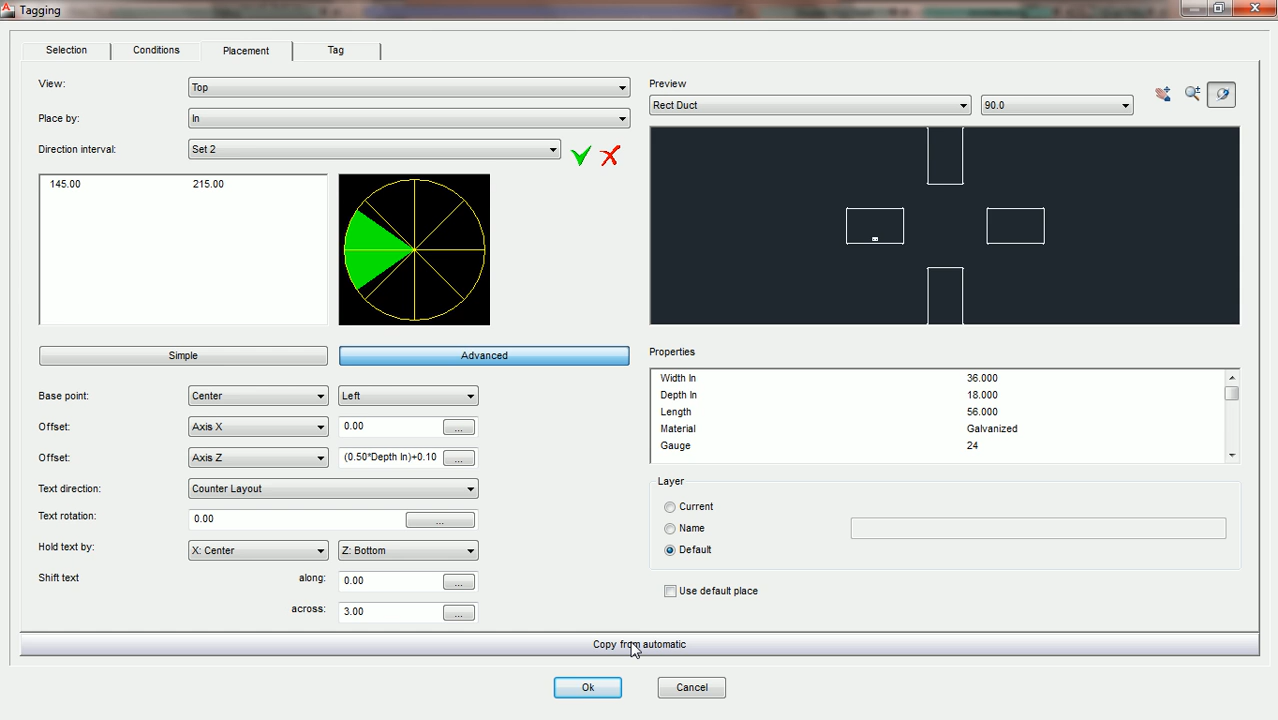 Tagging
Selection
Conditions
Placement
Tag
View:
Top
Place by:
In
Direction interval:
Set 2
145.00 215.00
Simple
Advanced
Base point:
Center
Left
Offset:
Axis X
0.00
...
Offset:
Axis Z
(0.50*Depth In)+0.10
...
Text direction:
Counter Layout
Text rotation:
0.00
...
Hold text by:
X: Center
Z: Bottom
Shift text
along:
0.00
...
across:
3.00
...
Preview
Rect Duct
90.0
Properties
Width In 36.000
Depth In 18.000
Length 56.000
Material Galvanized
Gauge 24
Layer
Current
Name
Default
Use default place
Copy from automatic
Ok
Cancel